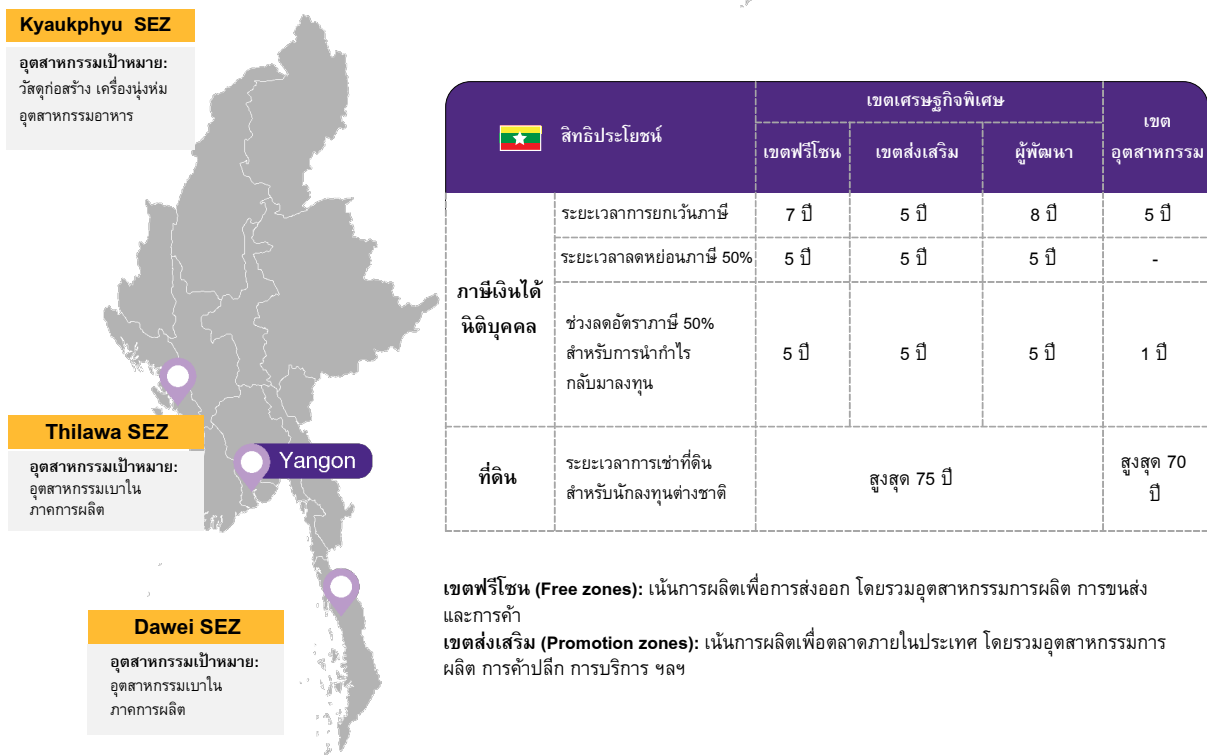 Kyaukphyu SEZ
อุตสาหกรรมเป้าหมาย:
วัสดุก่อสร้าง เครื่องนุ่งห่ม
อุตสาหกรรมอาหาร
Thilawa SEZ
อุตสาหกรรมเป้าหมาย:
อุตสาหกรรมเบาใน
ภาคการผลิต
Yangon
Dawei SEZ
อุตสาหกรรมเป้าหมาย:
อุตสาหกรรมเบาใน
ภาคการผลิต
สิทธิประโยชน์
เขตเศรษฐกิจพิเศษ
เขต
อุตสาหกรรม
เขตฟรีโซน เขตส่งเสริม ผู้พัฒนา
ภาษีเงินได้
นิติบุคคล
ระยะเวลาการยกเว้นภาษี 7 ปี 5 ปี 8 ปี 5 ปี
ระยะเวลาลดหย่อนภาษี 50% 5 ปี 5 ปี 5 ปี -
ช่วงลดอัตราภาษี 50%
สำหรับการนำกำไร
กลับมาลงทุน
5 ปี 5 ปี 5 ปี 1 ปี
ที่ดิน
ระยะเวลาการเช่าที่ดิน
สำหรับนักลงทุนต่างชาติ
สูงสุด 75 ปี
สูงสุด 70
ปี
เขตฟรีโซน (Free zones): เน้นการผลิตเพื่อการส่งออก โดยรวมอุตสาหกรรมการผลิต การขนส่ง
และการค้า
เขตส่งเสริม (Promotion zones): เน้นการผลิตเพื่อตลาดภายในประเทศ โดยรวมอุตสาหกรรมการ
ผลิต การค้าปลีก การบริการ ฯลฯ